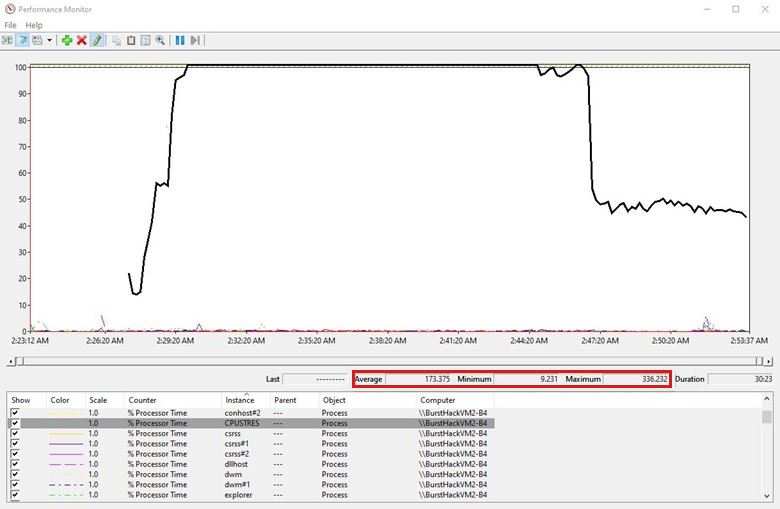 Performance Monitor
File Help
100
90
80
70
60
50
40
30
20
10
0
2:23:12 AM 2:26:20 AM 2:29:20 AM 2:32:20 AM 2:35:20 AM 2:38:20 AM 2:41:20 AM 2:44:20 AM 2:47:20 AM 2:50:20 AM 2:53:37 AM
Last --------- Average 173.375 Minimum 9.231 Maximum 336.232 Duration 30:23
Show Color Scale Counter Instance Parent Object Computer
1.0 % Processor Time conhost#2 --- Process \\BurstHackVM2-B4
1.0 % Processor Time CPUSTRES --- Process \\BurstHackVM2-B4
1.0 % Processor Time csrss --- Process \\BurstHackVM2-B4
1.0 % Processor Time csrss#1 --- Process \\BurstHackVM2-B4
1.0 % Processor Time csrss#2 --- Process \\BurstHackVM2-B4
1.0 % Processor Time dllhost --- Process \\BurstHackVM2-B4
1.0 % Processor Time dwm --- Process \\BurstHackVM2-B4
1.0 % Processor Time dwm#1 --- Process \\BurstHackVM2-B4
1.0 % Processor Time explorer --- Process \\BurstHackVM2-B4